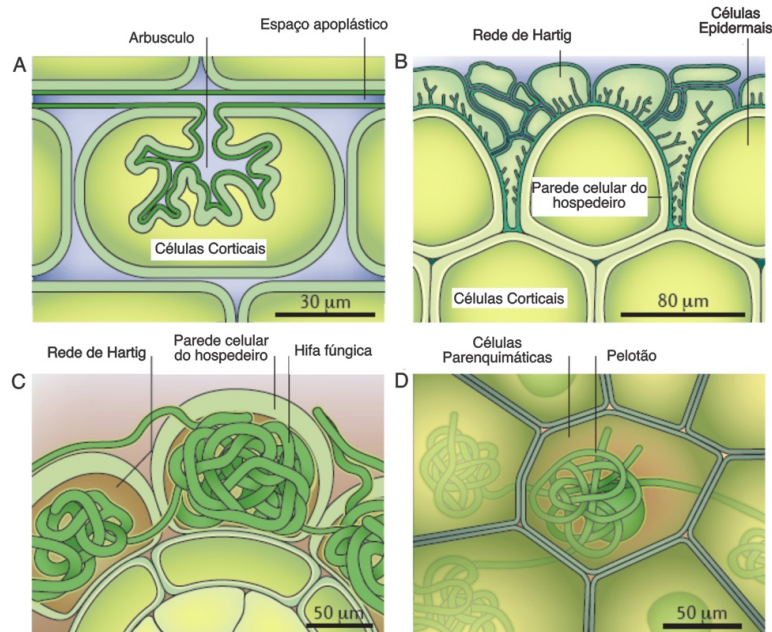 A
Arbusculo
Espaço apoplástico
Células Corticais
30 μm
B
Rede de Hartig
Células
Epidermais
Parede celular do
hospedeiro
Células Corticais
80 μm
C
Rede de Hartig
Parede celular
do hospedeiro
Hifa fúngica
50 μm
D
Células
Parenquimáticas
Pelotão
50 μm